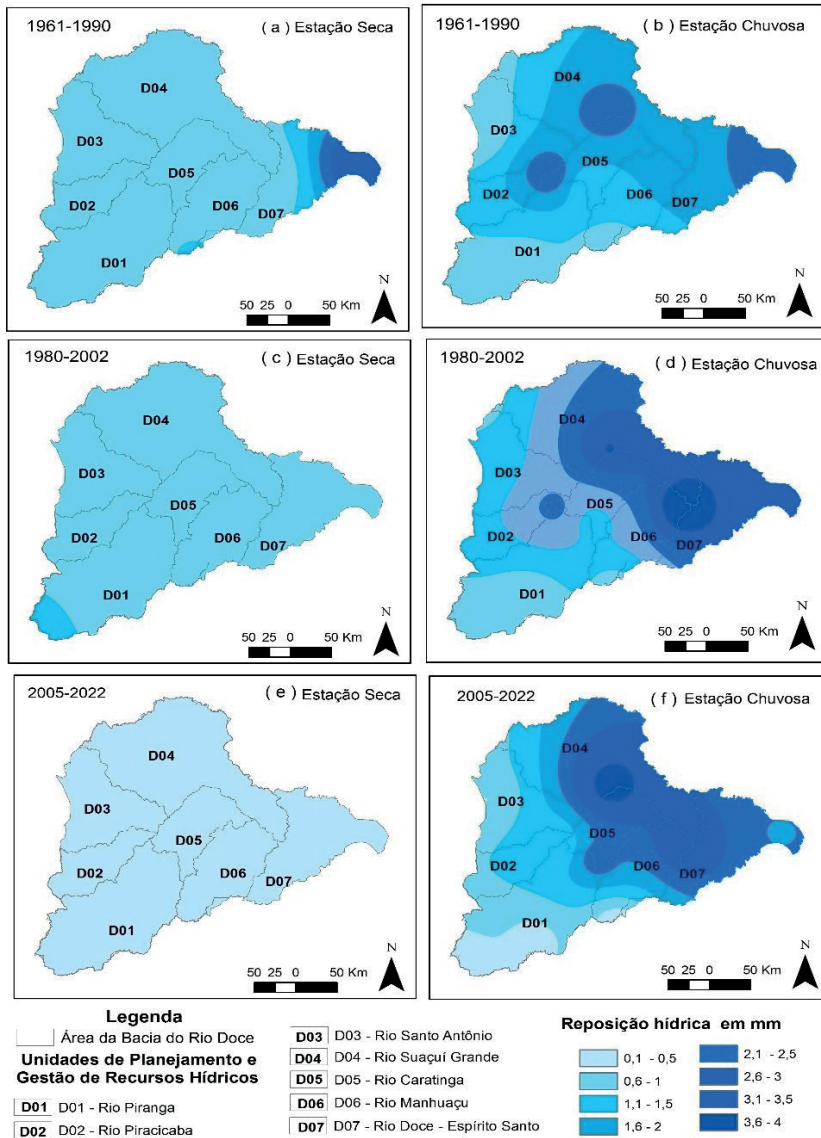 1961-1990
( a ) Estação Seca
D04
D03
D05
D02
D06
D07
D01
N
50 25 0 50 Km
1961-1990
( b ) Estação Chuvosa
D04
D03
D05
D02
D06
D07
D01
N
50 25 0 50 Km
1980-2002
( c ) Estação Seca
D04
D03
D05
D02
D06
D07
D01
N
50 25 0 50 Km
1980-2002
( d ) Estação Chuvosa
D04
D03
D05
D02
D06
D07
D01
N
50 25 0 50 Km
2005-2022
( e ) Estação Seca
D04
D03
D05
D02
D06
D07
D01
N
50 25 0 50 Km
2005-2022
( f ) Estação Chuvosa
D04
D03
D05
D02
D06
D07
D01
N
50 25 0 50 Km
Legenda
Área da Bacia do Rio Doce
Unidades de Planejamento e
Gestão de Recursos Hídricos
D01 D01 - Rio Piranga
D02 D02 - Rio Piracicaba
D03 D03 - Rio Santo Antônio
D04 D04 - Rio Suaçuí Grande
D05 D05 - Rio Caratinga
D06 D06 - Rio Manhuaçu
D07 D07 - Rio Doce - Espírito Santo
Reposição hídrica em mm
0,1 - 0,5
0,6 - 1
1,1 - 1,5
1,6 - 2
2,1 - 2,5
2,6 - 3
3,1 - 3,5
3,6 - 4